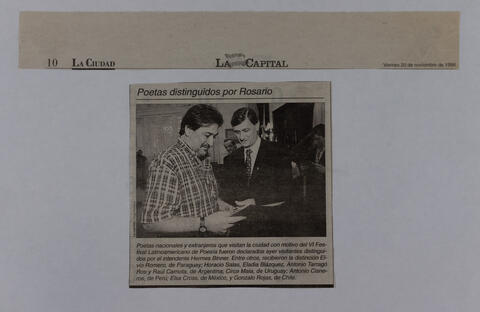 10 LA CIUDAD
LA CAPITAL
Viernes 20 de noviembre de 1998
Poetas distinguidos por Rosario
Poetas nacionales y extranjeros que visitan la ciudad con motivo del VI Fes-
tival Latinoamericano de Poesía fueron declarados ayer visitantes distingui-
dos por el intendente Hermes Binner. Entre otros, recibieron la distinción El-
vio Romero, de Paraguay; Horacio Salas, Eladia Blázquez, Antonio Tarragó
Ros y Raúl Carnota, de Argentina; Circe Maia, de Uruguay; Antonio Cisne-
ros, de Perú; Elsa Cross, de México, y Gonzalo Rojas, de Chile.